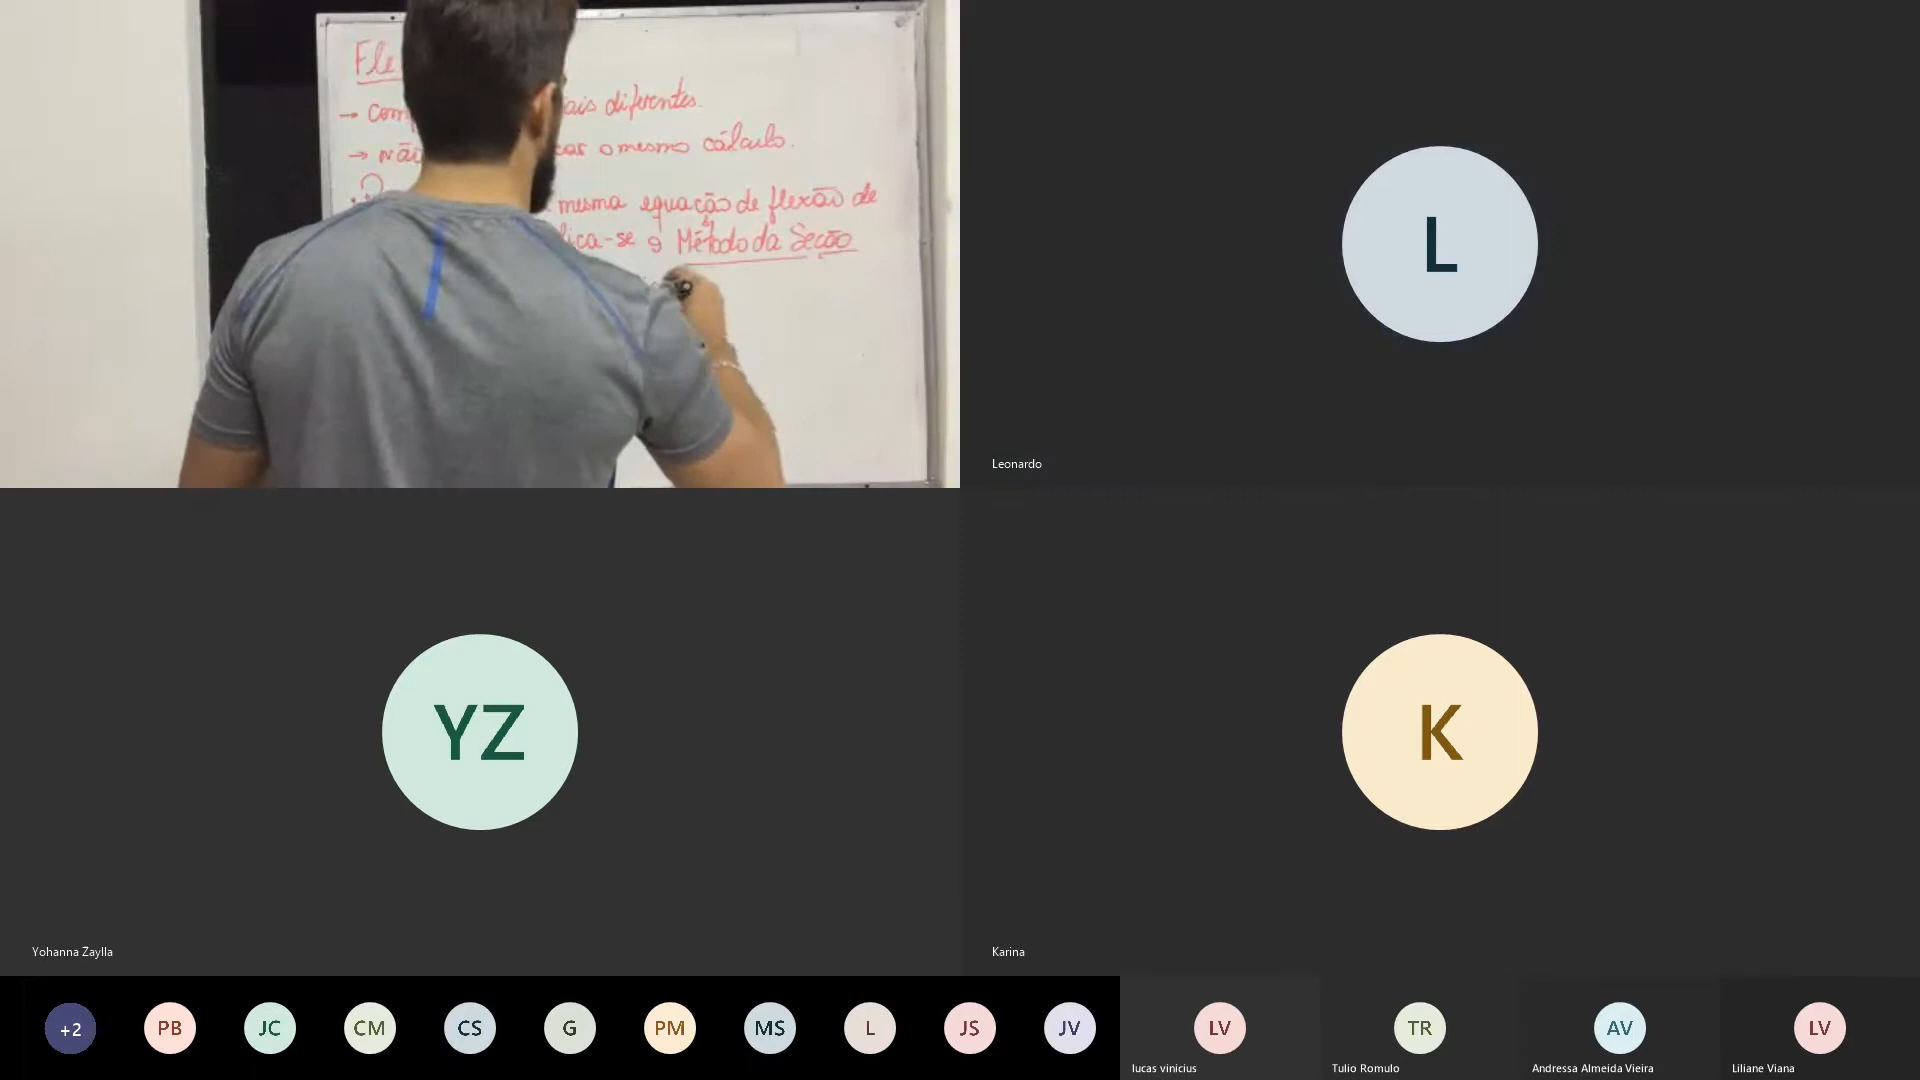 Fle
→ com ais diferentes.
→ não car o mesmo cálculo.
mesma equação de flexão de
lica-se o Método da Seção
L
Leonardo
YZ
Yohanna Zaylla
K
Karina
+2
PB
JC
CM
CS
G
PM
MS
L
JS
JV
LV
lucas vinicius
TR
Tulio Romulo
AV
Andressa Almeida Vieira
LV
Liliane Viana